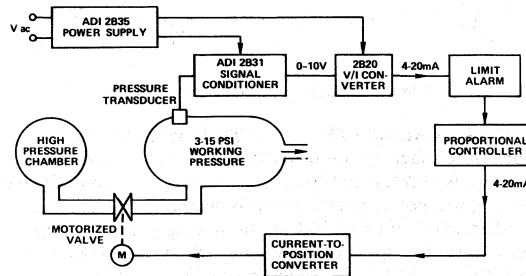 V ac
ADI 2B35
POWER SUPPLY
ADI 2B31
SIGNAL
CONDITIONER
0–10V
2B20
V/I CON-
VERTER
4-20mA
LIMIT
ALARM
PRESSURE
TRANSDUCER
HIGH
PRESSURE
CHAMBER
3-15 PSI
WORKING
PRESSURE
PROPORTIONAL
CONTROLLER
4-20mA
MOTORIZED
VALVE
M
CURRENT-TO-
POSITION
CONVERTER